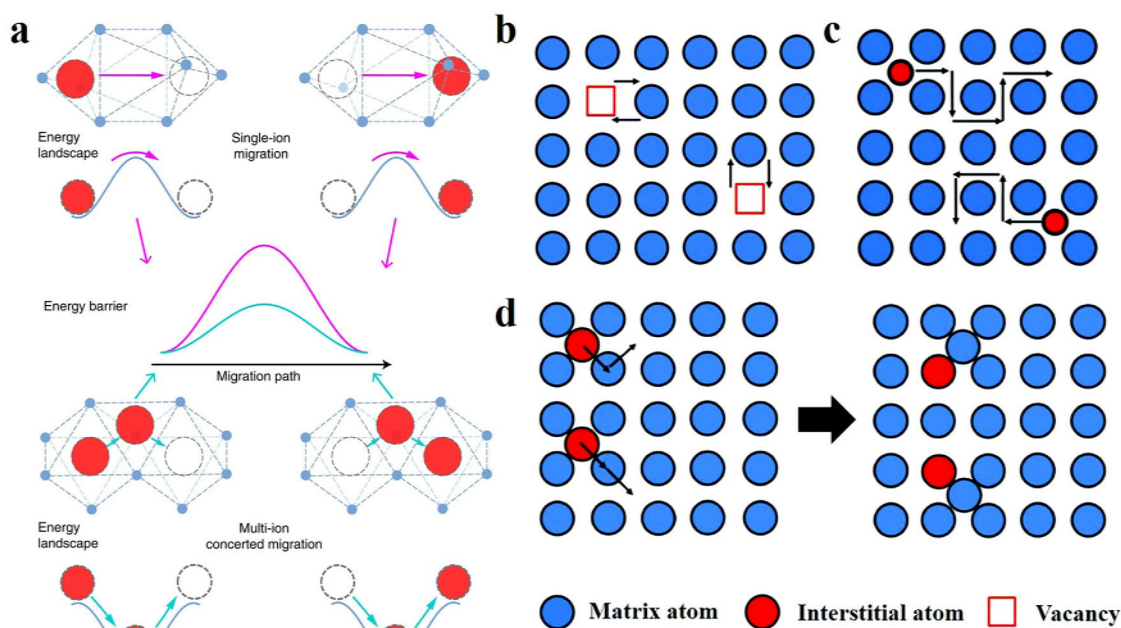 a
Energy
landscape
Single-ion
migration
Energy barrier
Migration path
Energy
landscape
Multi-ion
concerted migration
b
c
d
Matrix atom
Interstitial atom
Vacancy